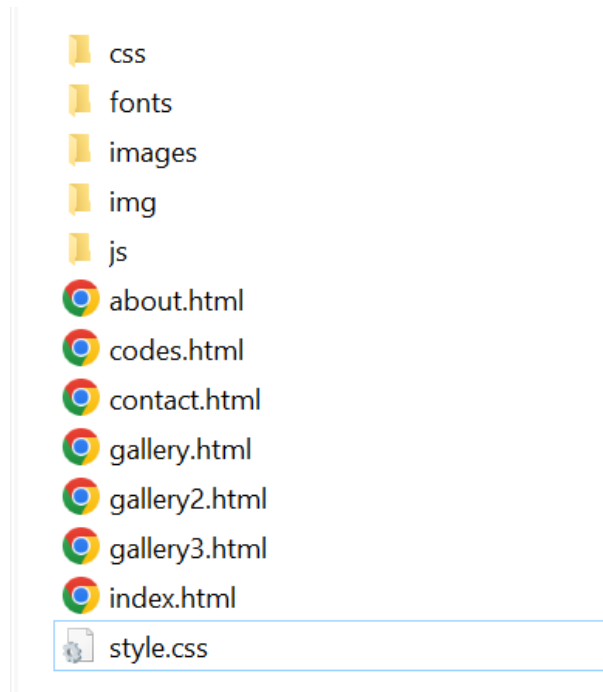 css
fonts
images
img
js
about.html
codes.html
contact.html
gallery.html
gallery2.html
gallery3.html
index.html
style.css